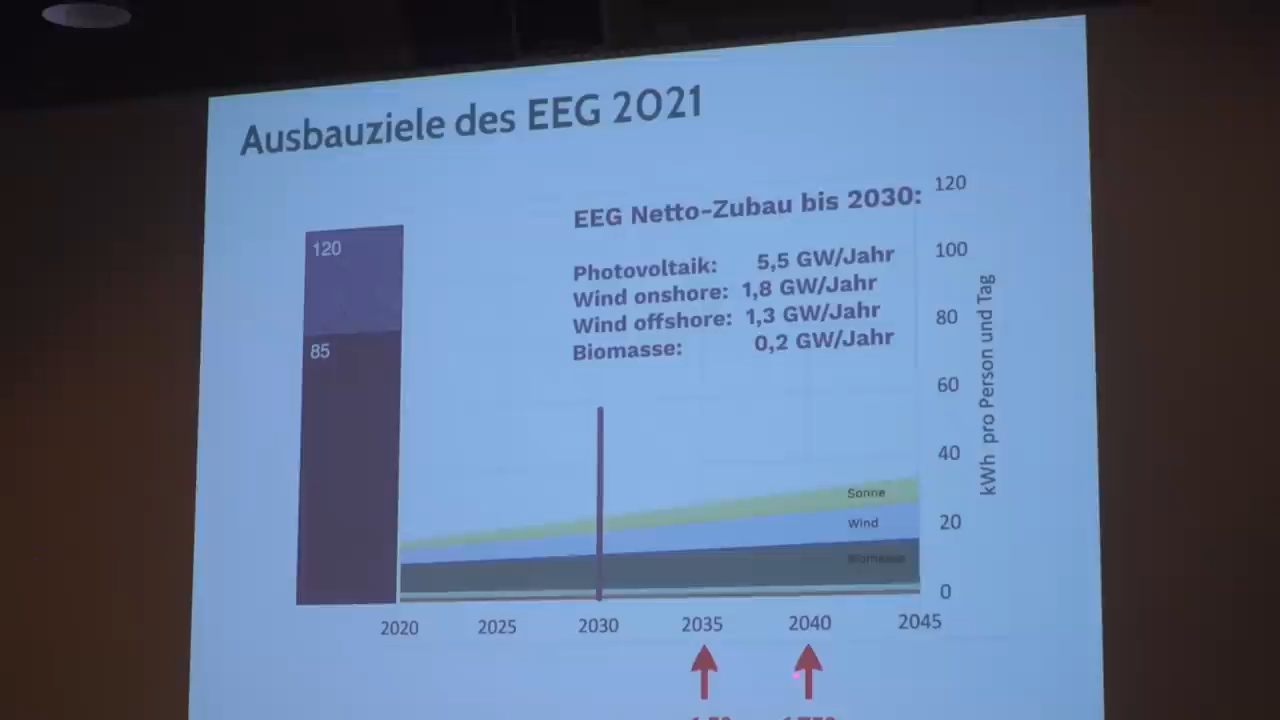 Ausbauziele des EEG 2021
EEG Netto-Zubau bis 2030:
Photovoltaik: 5,5 GW/Jahr
Wind onshore: 1,8 GW/Jahr
Wind offshore: 1,3 GW/Jahr
Biomasse: 0,2 GW/Jahr
120
85
120
100
80
60
40
20
0
kWh pro Person und Tag
Sonne
Wind
Biomasse
2020 2025 2030 2035 2040 2045